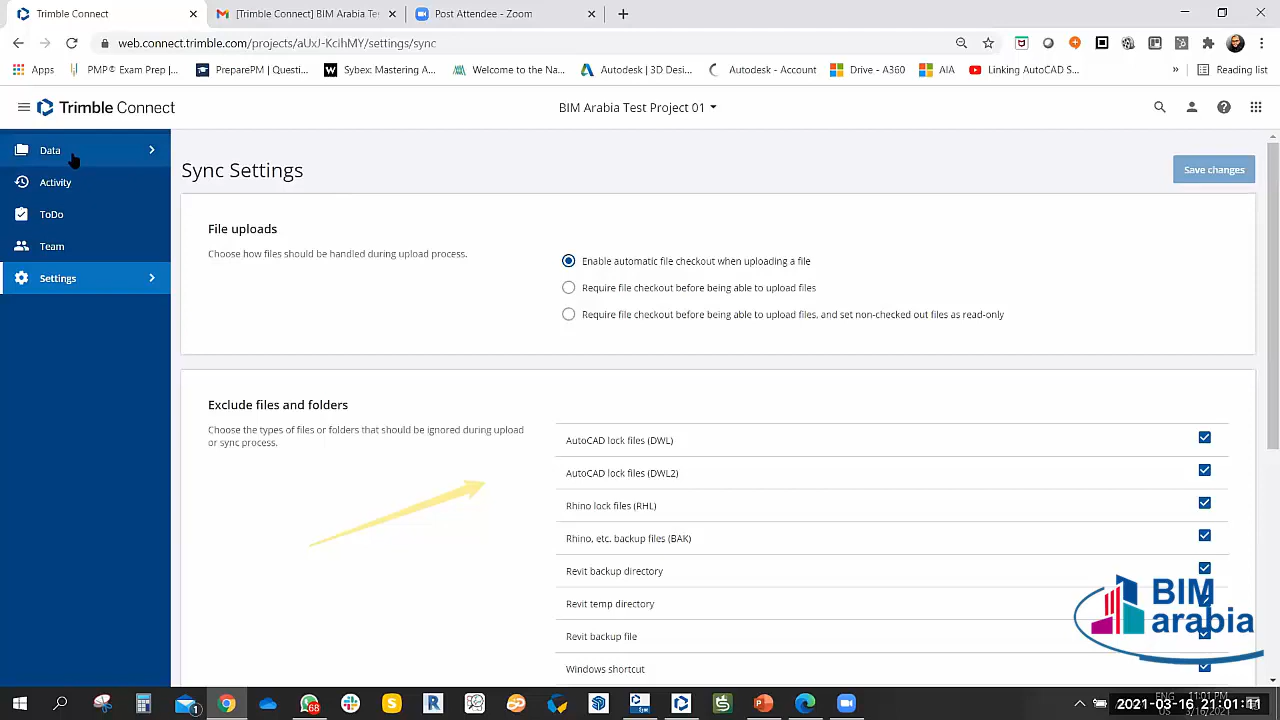 Trimble Connect
[Trimble Connect] BIM Arabia Te
Post Attendee - Zoom
web.connect.trimble.com/projects/aUxJ-KcihMY/settings/sync
Apps
PMP® Exam Prep |...
PreparePM | Questi...
Sybex: Mastering A...
Welcome to the Na...
Autodesk | 3D Desi...
Autodesk - Account
Drive - A360
AIA
Linking AutoCAD S...
»
Reading list
Trimble Connect
BIM Arabia Test Project 01
Data
Activity
ToDo
Team
Settings
Sync Settings
Save changes
File uploads
Choose how files should be handled during upload process.
Enable automatic file checkout when uploading a file
Require file checkout before being able to upload files
Require file checkout before being able to upload files, and set non-checked out files as read-only
Exclude files and folders
Choose the types of files or folders that should be ignored during upload
or sync process.
AutoCAD lock files (DWL)
AutoCAD lock files (DWL2)
Rhino lock files (RHL)
Rhino, etc. backup files (BAK)
Revit backup directory
Revit temp directory
Revit backup file
Windows shortcut
BIM
arabia
68
1
ENG
11:01 PM
2021-03-16 21:01:11